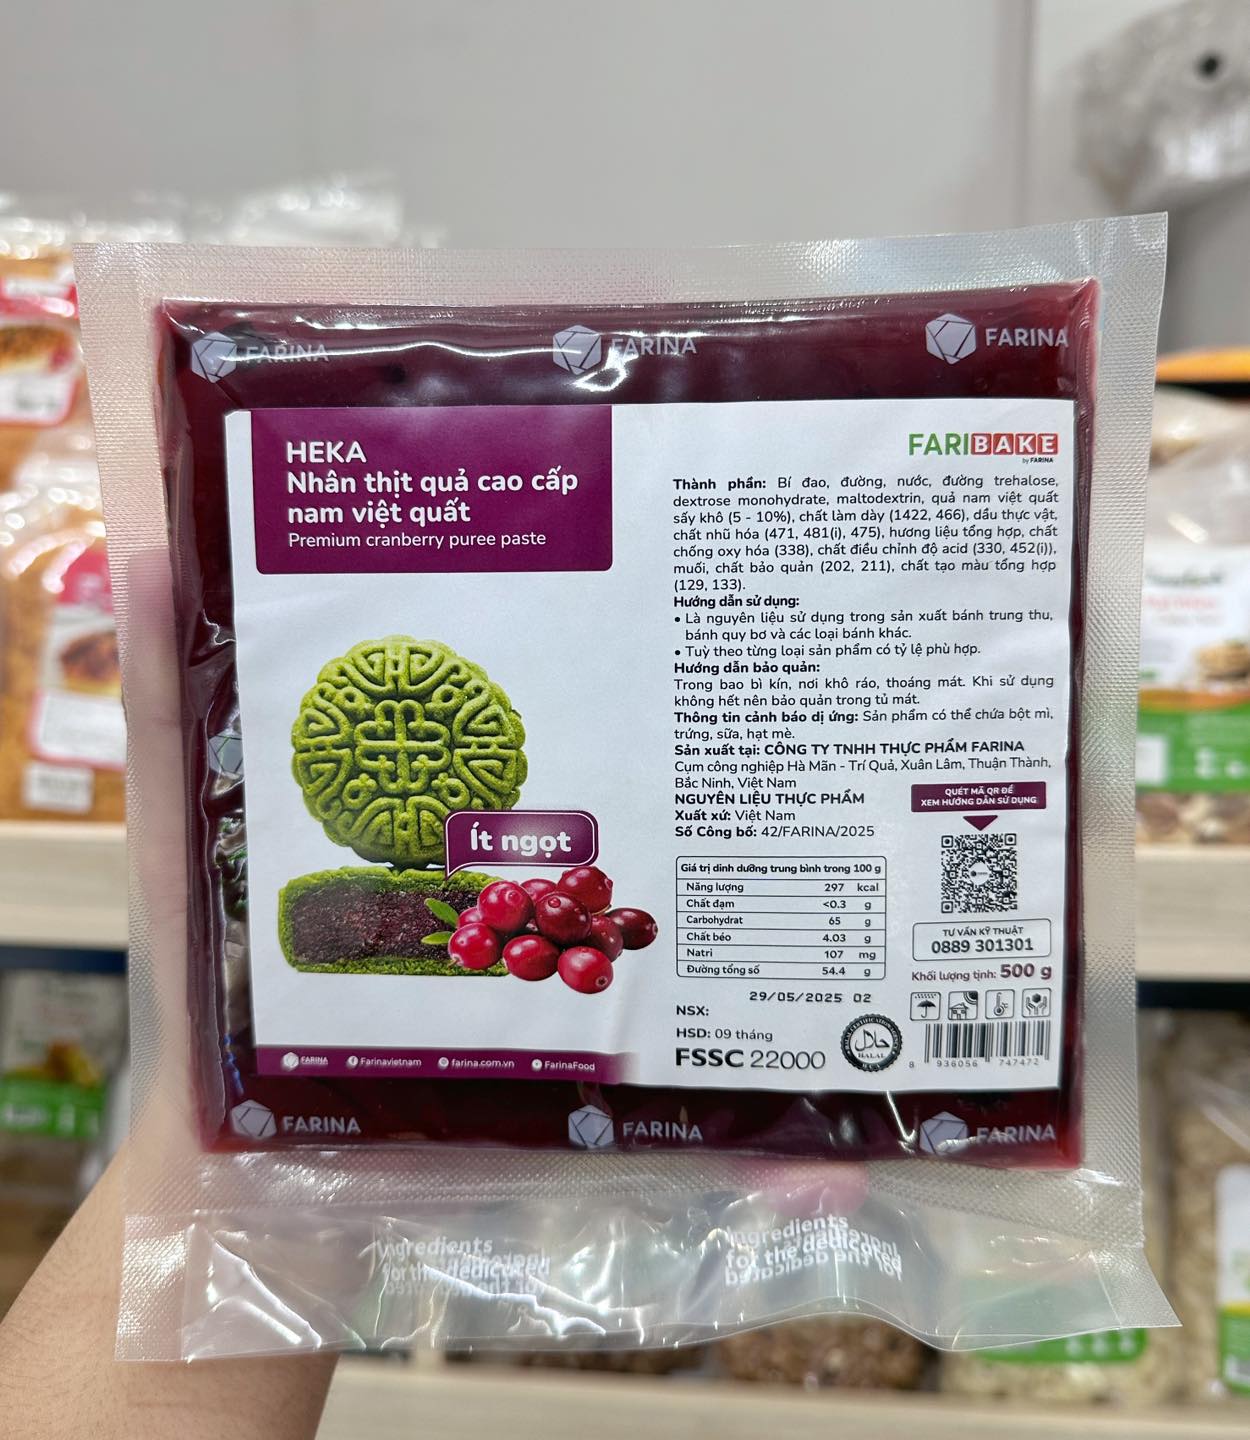 FARINA
FARINA
FARINA
HEKA
Nhân thịt quả cao cấp
nam việt quất
Premium cranberry puree paste
Ít ngọt
FARINA
Farinavietnam
farina.com.vn
FarinaFood
FARIBAKE
by FARINA
Thành phần: Bí đao, đường, nước, đường trehalose,
dextrose monohydrate, maltodextrin, quả nam việt quất
sấy khô (5 - 10%), chất làm dày (1422, 466), dầu thực vật,
chất nhũ hóa (471, 481(i), 475), hương liệu tổng hợp, chất
chống oxy hóa (338), chất điều chỉnh độ acid (330, 452(i)),
muối, chất bảo quản (202, 211), chất tạo màu tổng hợp
(129, 133).
Hướng dẫn sử dụng:
• Là nguyên liệu sử dụng trong sản xuất bánh trung thu,
bánh quy bơ và các loại bánh khác.
• Tuỳ theo từng loại sản phẩm có tỷ lệ phù hợp.
Hướng dẫn bảo quản:
Trong bao bì kín, nơi khô ráo, thoáng mát. Khi sử dụng
không hết nên bảo quản trong tủ mát.
Thông tin cảnh báo dị ứng: Sản phẩm có thể chứa bột mì,
trứng, sữa, hạt mè.
Sản xuất tại: CÔNG TY TNHH THỰC PHẨM FARINA
Cụm công nghiệp Hà Mãn - Trí Quả, Xuân Lâm, Thuận Thành,
Bắc Ninh, Việt Nam
NGUYÊN LIỆU THỰC PHẨM
Xuất xứ: Việt Nam
Số Công bố: 42/FARINA/2025
QUÉT MÃ QR ĐỂ
XEM HƯỚNG DẪN SỬ DỤNG
Giá trị dinh dưỡng trung bình trong 100 g
Năng lượng 297 kcal
Chất đạm <0.3 g
Carbohydrat 65 g
Chất béo 4.03 g
Natri 107 mg
Đường tổng số 54.4 g
TƯ VẤN KỸ THUẬT
0889 301301
Khối lượng tịnh: 500 g
29/05/2025 02
NSX:
HSD: 09 tháng
FSSC 22000
HALAL
8 936056 747472
FARINA
FARINA
FARINA
Ingredients
for the dedicated
Ingredients
for the dedicated